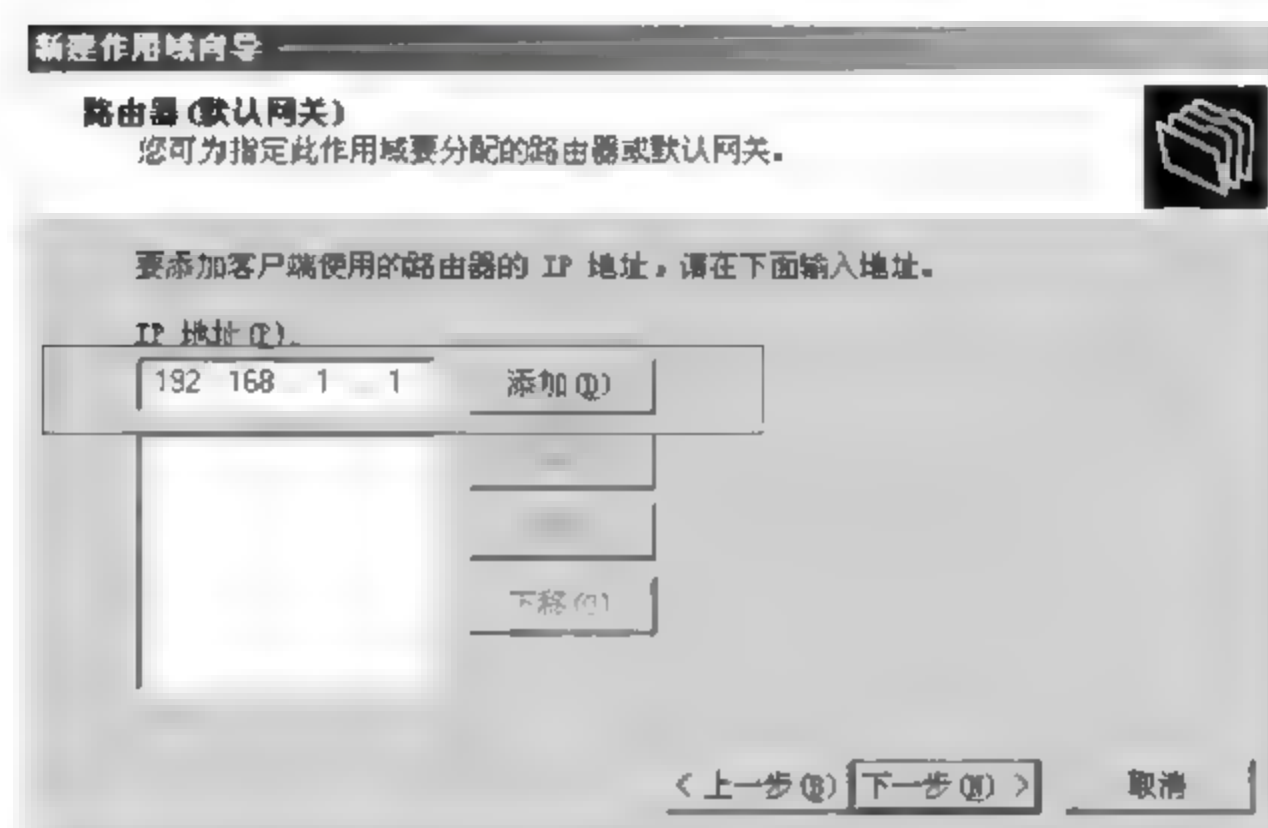 新建作用域向导
路由器(默认网关)
您可为指定此作用域要分配的路由器或默认网关。
要添加客户端使用的路由器的 IP 地址，请在下面输入地址。
IP 地址(P)
192 168 1 1 添加(D)
下移(O)
< 上一步(B) 下一步(N) > 取消